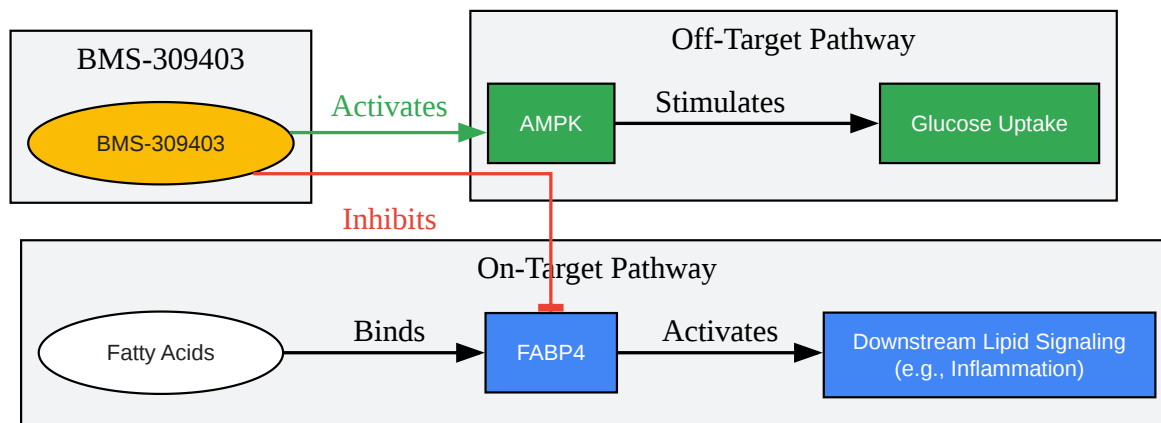 BMS-309403
Off-Target Pathway
BMS-309403
Activates
AMPK
Stimulates
Glucose Uptake
Inhibits
On-Target Pathway
Fatty Acids
Binds
FABP4
Activates
Downstream Lipid Signaling
(e.g., Inflammation)